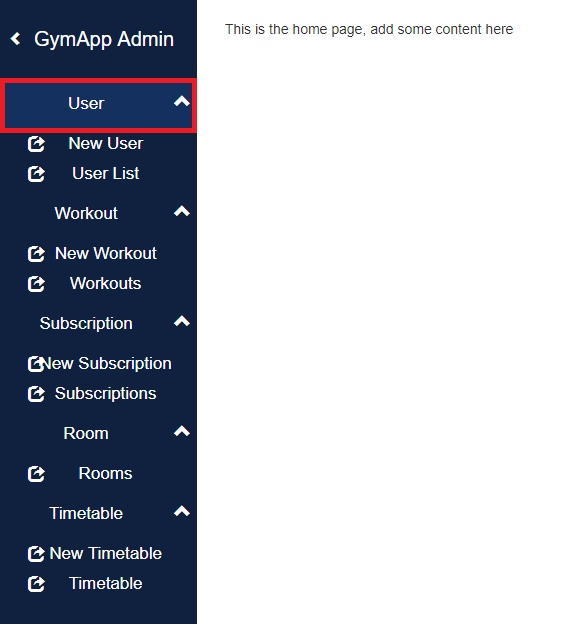 GymApp Admin
This is the home page, add some content here
User
New User
User List
Workout
New Workout
Workouts
Subscription
New Subscription
Subscriptions
Room
Rooms
Timetable
New Timetable
Timetable